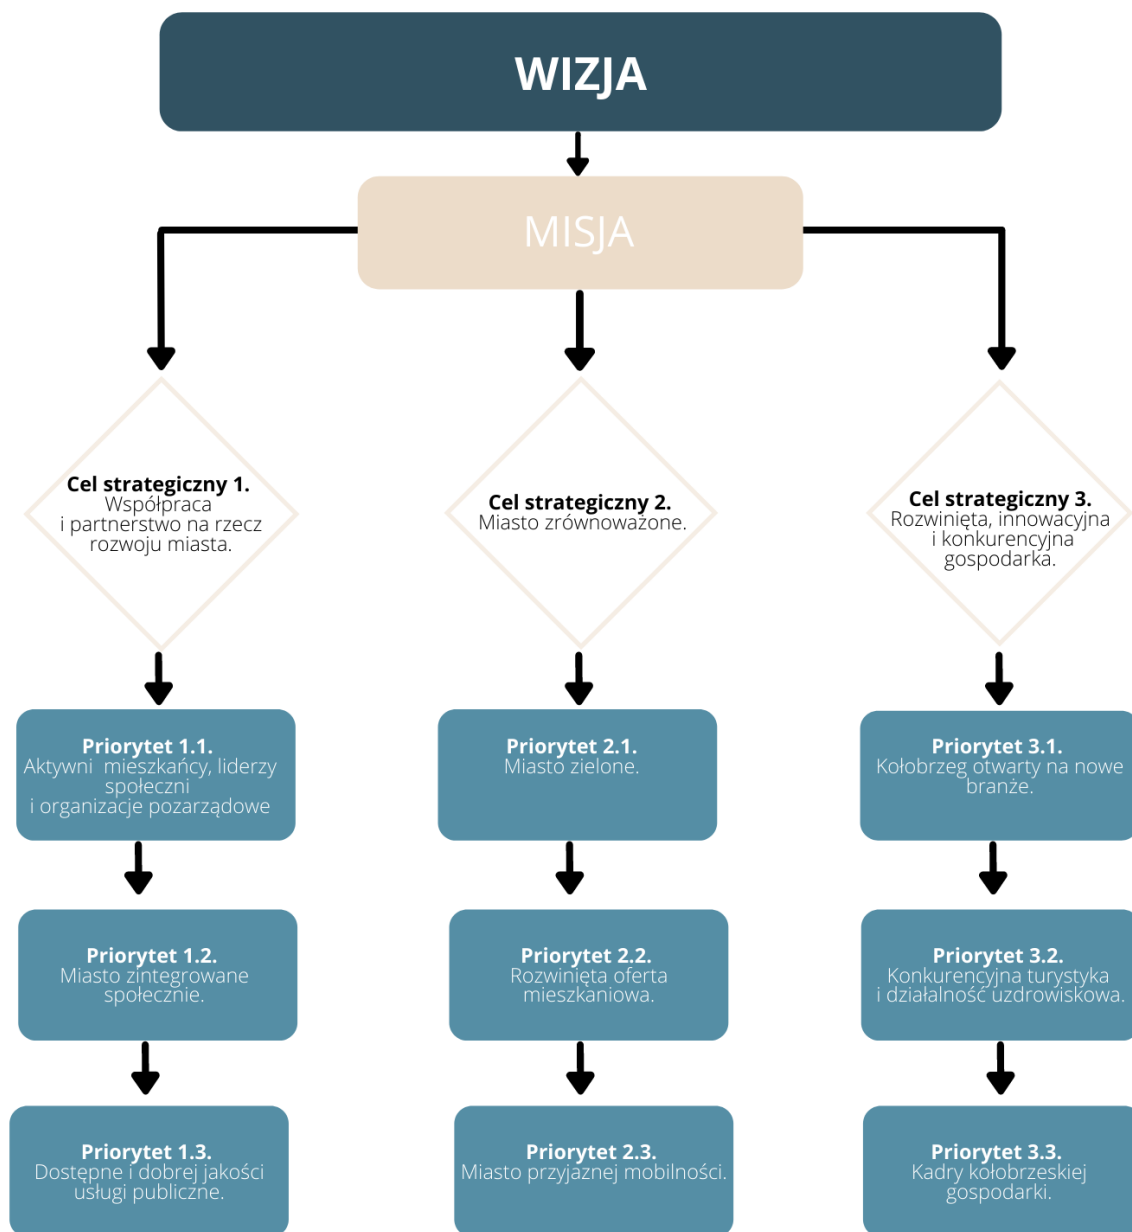 WIZJA
MISJA
Cel strategiczny 1.
Współpraca
i partnerstwo na rzecz
rozwoju miasta.
Cel strategiczny 2.
Miasto zrównoważone.
Cel strategiczny 3.
Rozwinięta, innowacyjna
i konkurencyjna
gospodarka.
Priorytet 1.1.
Aktywni mieszkańcy, liderzy
społeczni
i organizacje pozarządowe
Priorytet 2.1.
Miasto zielone.
Priorytet 3.1.
Kołobrzeg otwarty na nowe
branże.
Priorytet 1.2.
Miasto zintegrowane
społecznie.
Priorytet 2.2.
Rozwinięta oferta
mieszkaniowa.
Priorytet 3.2.
Konkurencyjna turystyka
i działalność uzdrowiskowa.
Priorytet 1.3.
Dostępne i dobrej jakości
usługi publiczne.
Priorytet 2.3.
Miasto przyjaznej mobilności.
Priorytet 3.3.
Kadry kołobrzeskiej
gospodarki.